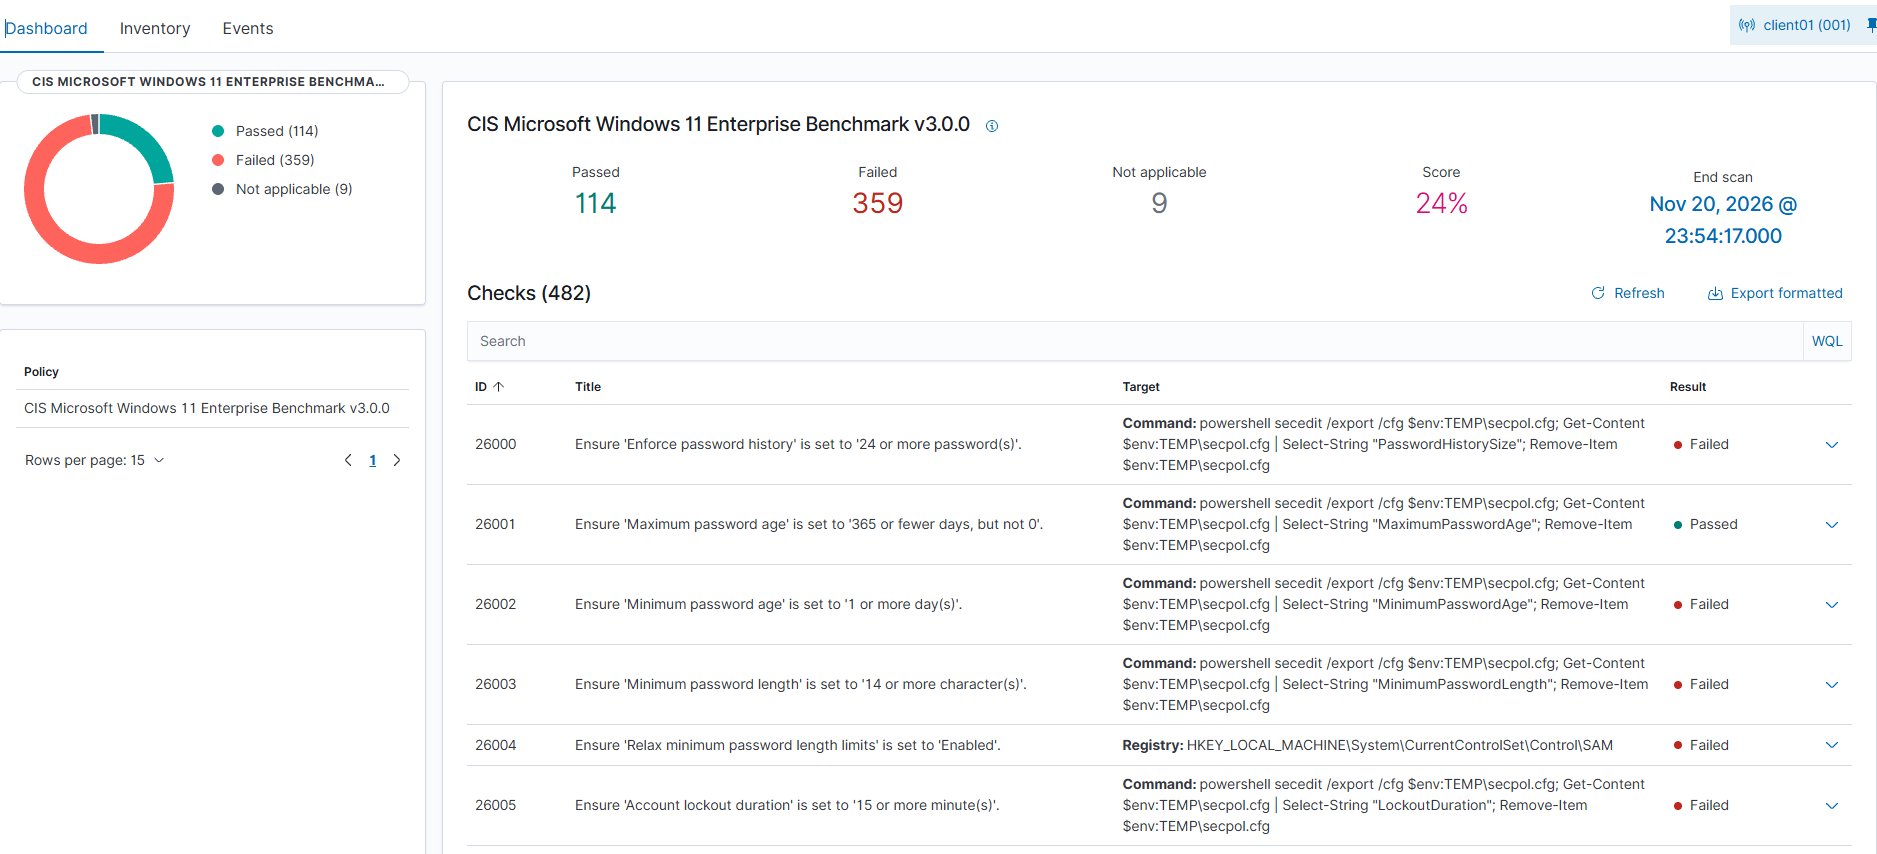 Dashboard Inventory Events
client01 (001)
CIS MICROSOFT WINDOWS 11 ENTERPRISE BENCHMA...
Passed (114)
Failed (359)
Not applicable (9)
Policy
CIS Microsoft Windows 11 Enterprise Benchmark v3.0.0
Rows per page: 15
1
CIS Microsoft Windows 11 Enterprise Benchmark v3.0.0
Passed
114
Failed
359
Not applicable
9
Score
24%
End scan
Nov 20, 2026 @
23:54:17.000
Checks (482)
Refresh
Export formatted
Search
WQL
ID Title Target Result
26000
Ensure 'Enforce password history' is set to '24 or more password(s)'.
Command: powershell secedit /export /cfg $env:TEMP\secpol.cfg; Get-Content
$env:TEMP\secpol.cfg | Select-String "PasswordHistorySize"; Remove-Item
$env:TEMP\secpol.cfg
Failed
26001
Ensure 'Maximum password age' is set to '365 or fewer days, but not 0'.
Command: powershell secedit /export /cfg $env:TEMP\secpol.cfg; Get-Content
$env:TEMP\secpol.cfg | Select-String "MaximumPasswordAge"; Remove-Item
$env:TEMP\secpol.cfg
Passed
26002
Ensure 'Minimum password age' is set to '1 or more day(s)'.
Command: powershell secedit /export /cfg $env:TEMP\secpol.cfg; Get-Content
$env:TEMP\secpol.cfg | Select-String "MinimumPasswordAge"; Remove-Item
$env:TEMP\secpol.cfg
Failed
26003
Ensure 'Minimum password length' is set to '14 or more character(s)'.
Command: powershell secedit /export /cfg $env:TEMP\secpol.cfg; Get-Content
$env:TEMP\secpol.cfg | Select-String "MinimumPasswordLength"; Remove-Item
$env:TEMP\secpol.cfg
Failed
26004
Ensure 'Relax minimum password length limits' is set to 'Enabled'.
Registry: HKEY_LOCAL_MACHINE\System\CurrentControlSet\Control\SAM
Failed
26005
Ensure 'Account lockout duration' is set to '15 or more minute(s)'.
Command: powershell secedit /export /cfg $env:TEMP\secpol.cfg; Get-Content
$env:TEMP\secpol.cfg | Select-String "LockoutDuration"; Remove-Item
$env:TEMP\secpol.cfg
Failed